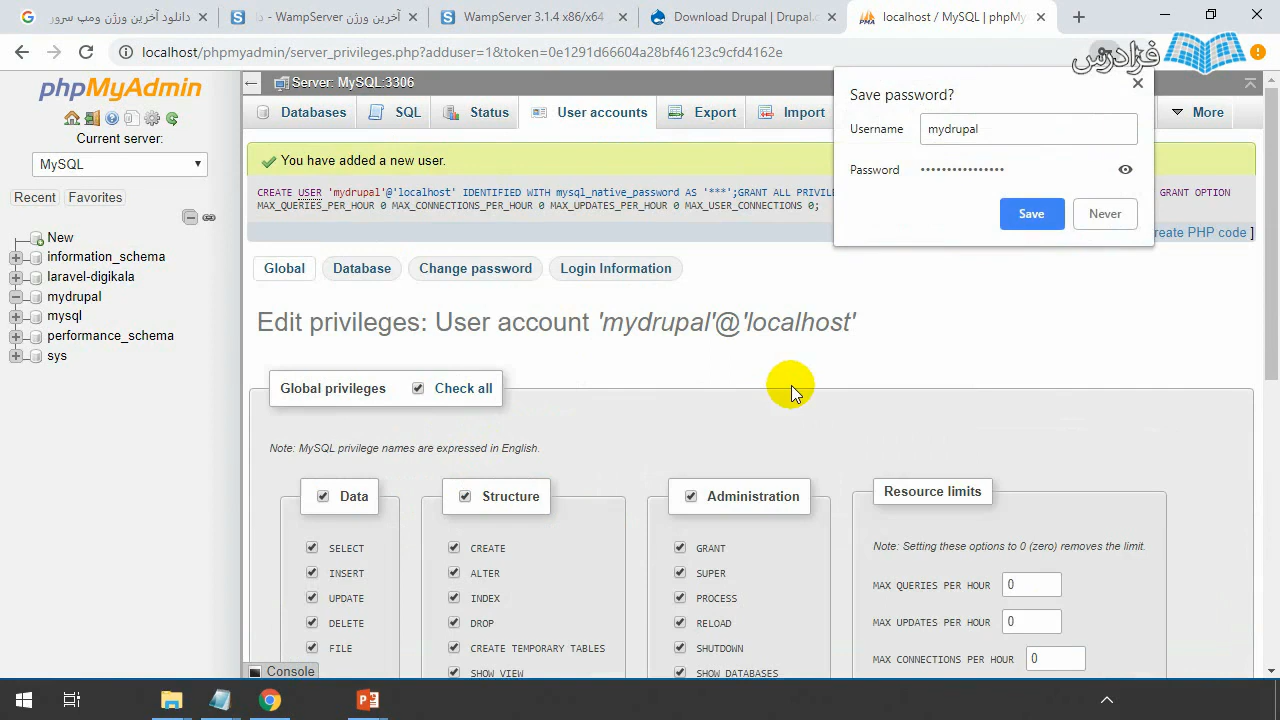 دانلود آخرین ورژن ومپ سرور
آخرین ورژن WampServer - دا
WampServer 3.1.4 x86/x64
Download Drupal | Drupal.c
localhost / MySQL | phpMy
localhost/phpmyadmin/server_privileges.php?adduser=1&token=0e1291d66604a28bf46123c9cfd4162e
فرادرس
phpMyAdmin
Current server:
MySQL
Recent
Favorites
New
information_schema
laravel-digikala
mydrupal
mysql
performance_schema
sys
Server: MySQL:3306
Databases
SQL
Status
User accounts
Export
Import
More
You have added a new user.
CREATE USER 'mydrupal'@'localhost' IDENTIFIED WITH mysql_native_password AS '***';GRANT ALL PRIVILE
GRANT OPTION
MAX_QUERIES_PER_HOUR 0 MAX_CONNECTIONS_PER_HOUR 0 MAX_UPDATES_PER_HOUR 0 MAX_USER_CONNECTIONS 0;
reate PHP code ]
Save password?
Username
mydrupal
Password
••••••••••••••••
Save
Never
Global
Database
Change password
Login Information
Edit privileges: User account 'mydrupal'@'localhost'
Global privileges
Check all
Note: MySQL privilege names are expressed in English.
Data
SELECT
INSERT
UPDATE
DELETE
FILE
Structure
CREATE
ALTER
INDEX
DROP
CREATE TEMPORARY TABLES
SHOW VIEW
Administration
GRANT
SUPER
PROCESS
RELOAD
SHUTDOWN
SHOW DATABASES
Resource limits
Note: Setting these options to 0 (zero) removes the limit.
MAX QUERIES PER HOUR 0
MAX UPDATES PER HOUR 0
MAX CONNECTIONS PER HOUR 0
Console